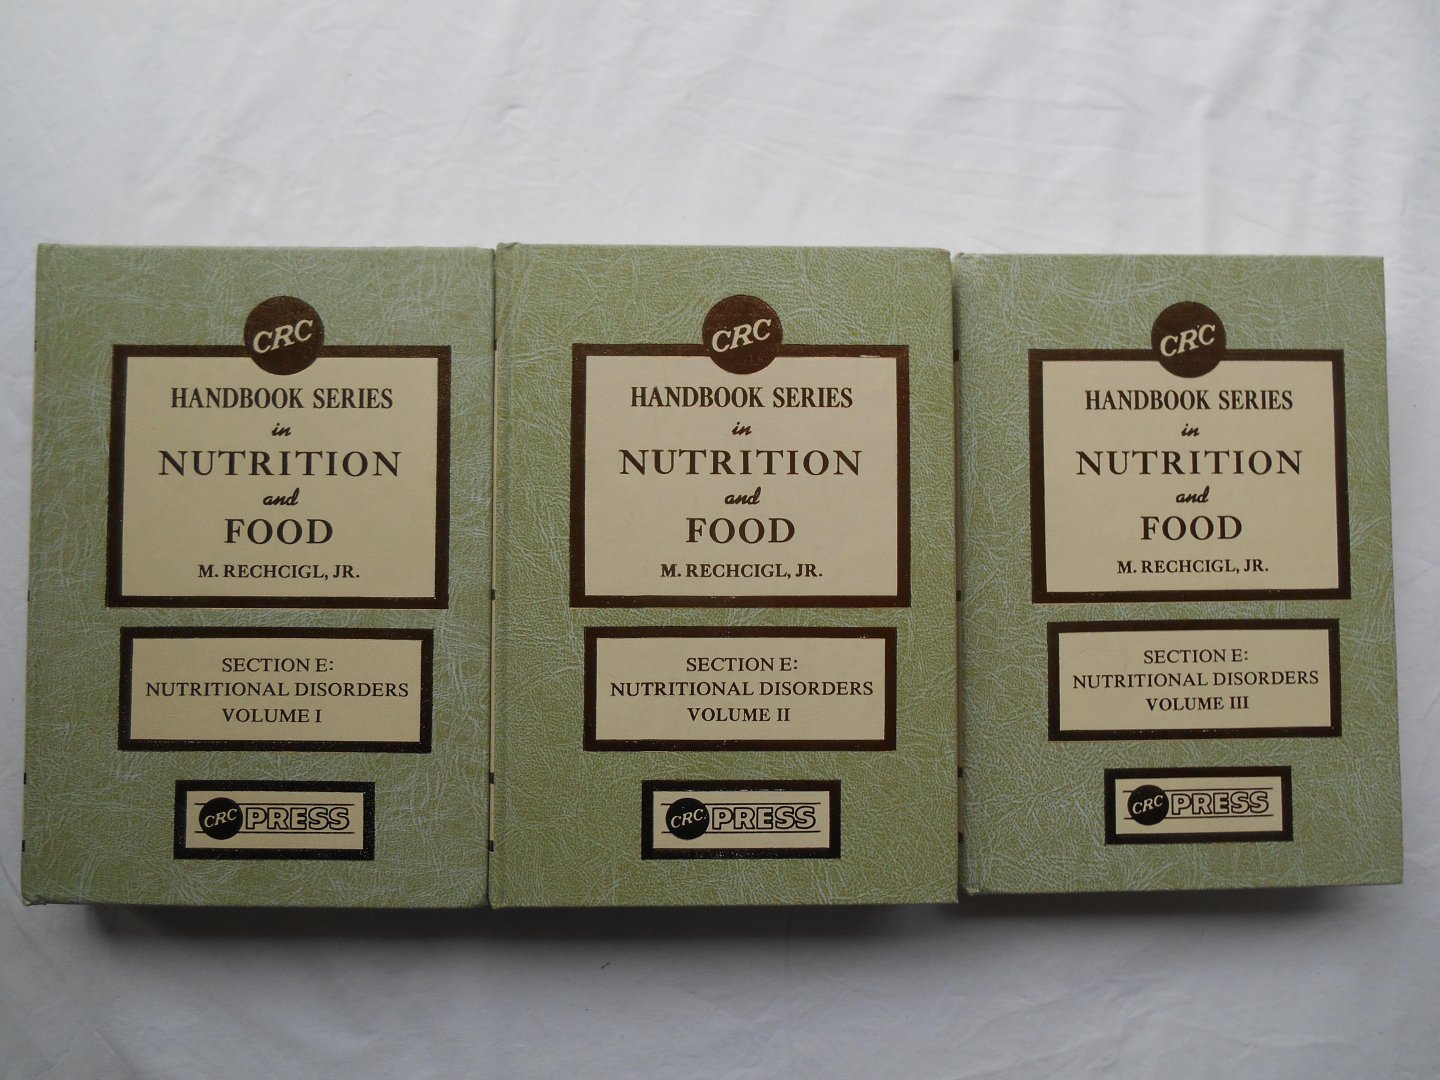 CRC
HANDBOOK SERIES
in
NUTRITION
and
FOOD
M. RECHCIGL, JR.
SECTION E:
NUTRITIONAL DISORDERS
VOLUME I
CRC PRESS
CRC
HANDBOOK SERIES
in
NUTRITION
and
FOOD
M. RECHCIGL, JR.
SECTION E:
NUTRITIONAL DISORDERS
VOLUME II
CRC PRESS
CRC
HANDBOOK SERIES
in
NUTRITION
and
FOOD
M. RECHCIGL, JR.
SECTION E:
NUTRITIONAL DISORDERS
VOLUME III
CRC PRESS